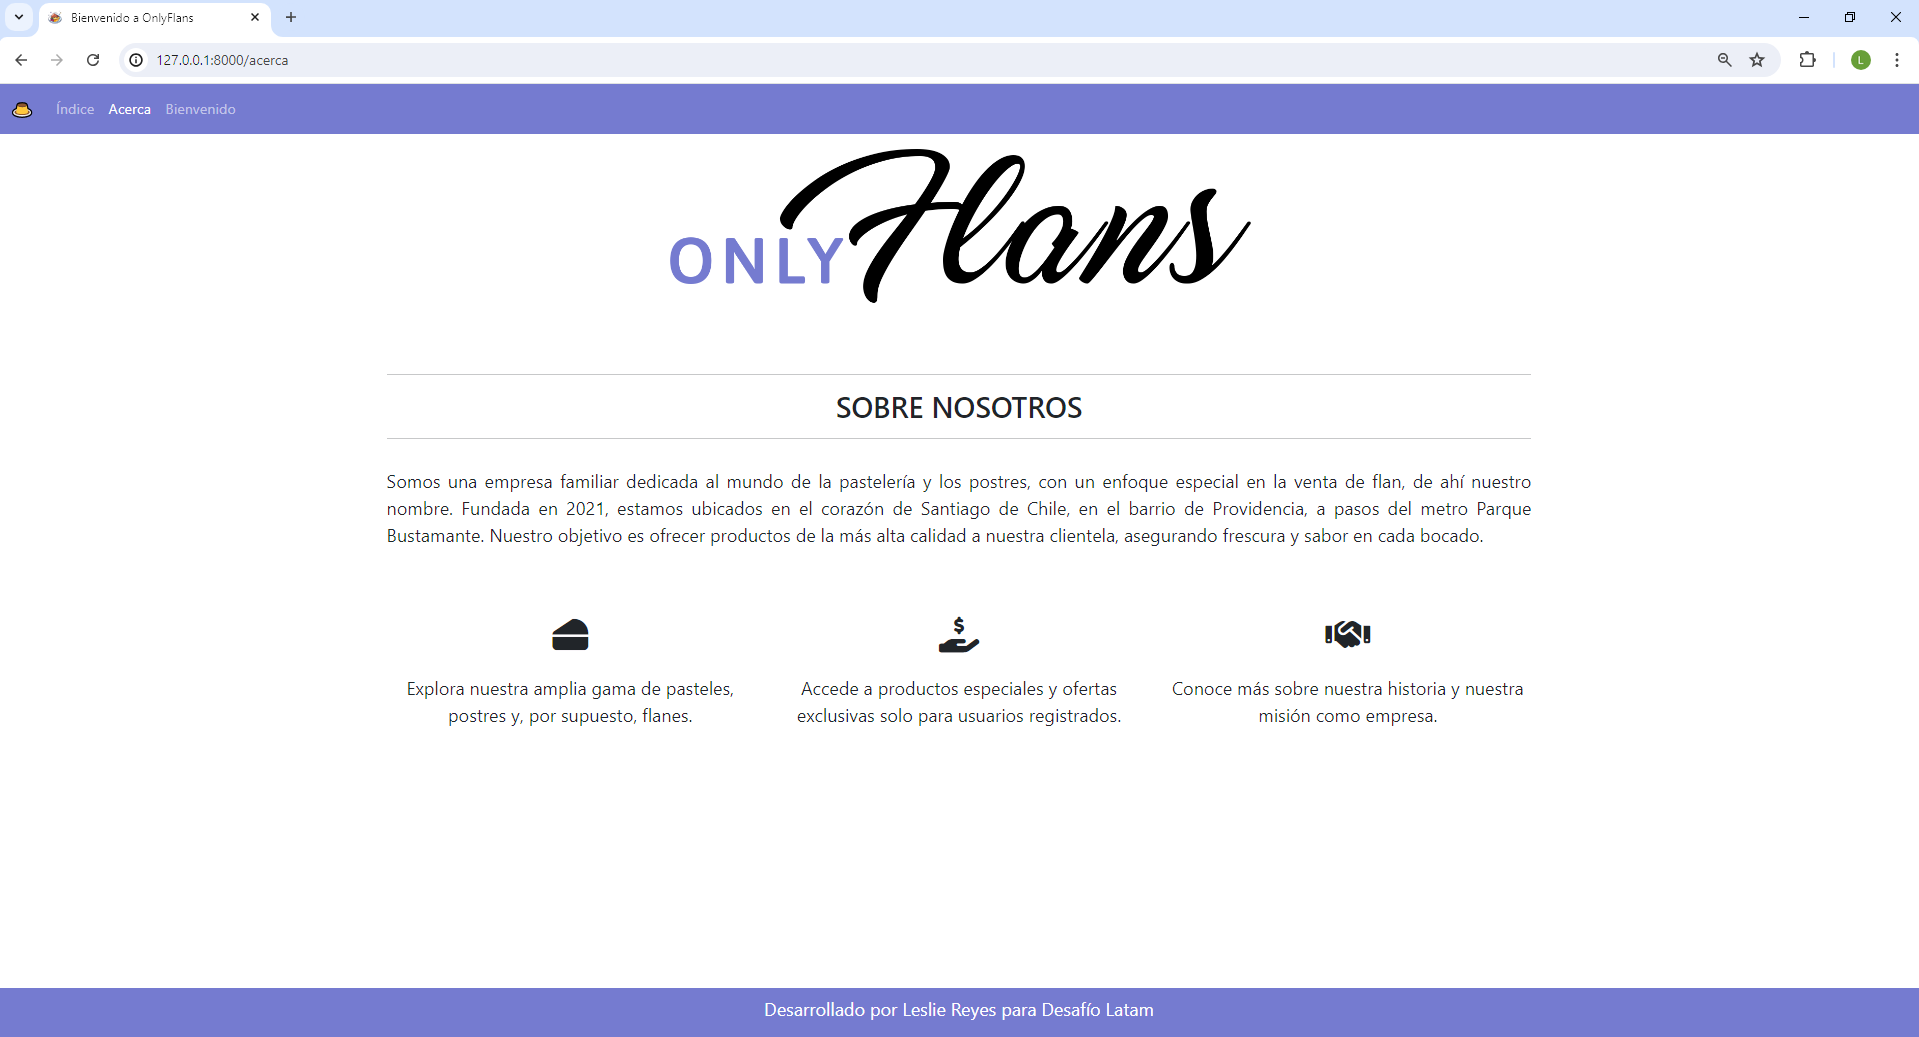 Bienvenido a OnlyFlans
127.0.0.1:8000/acerca
L
Índice Acerca Bienvenido
ONLY Flans
SOBRE NOSOTROS
Somos una empresa familiar dedicada al mundo de la pastelería y los postres, con un enfoque especial en la venta de flan, de ahí nuestro
nombre. Fundada en 2021, estamos ubicados en el corazón de Santiago de Chile, en el barrio de Providencia, a pasos del metro Parque
Bustamante. Nuestro objetivo es ofrecer productos de la más alta calidad a nuestra clientela, asegurando frescura y sabor en cada bocado.
Explora nuestra amplia gama de pasteles,
postres y, por supuesto, flanes.
Accede a productos especiales y ofertas
exclusivas solo para usuarios registrados.
Conoce más sobre nuestra historia y nuestra
misión como empresa.
Desarrollado por Leslie Reyes para Desafío Latam